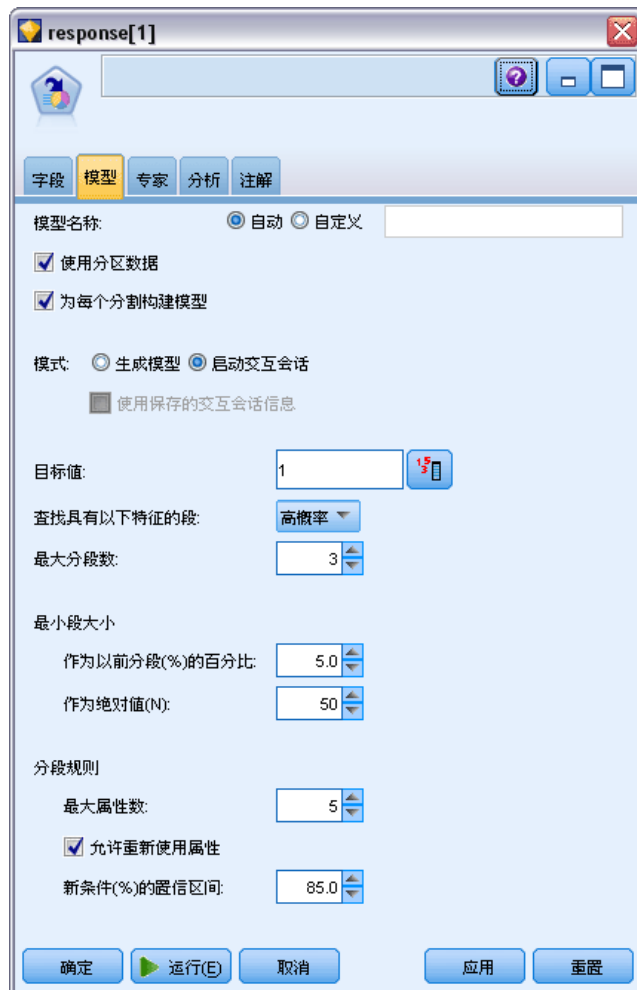 response[1]
字段 模型 专家 分析 注解
模型名称: 自动 自定义
使用分区数据
为每个分割构建模型
模式: 生成模型 启动交互会话
使用保存的交互会话信息
目标值: 1
查找具有以下特征的段: 高概率
最大分段数: 3
最小段大小
作为以前分段(%)的百分比: 5.0
作为绝对值(N): 50
分段规则
最大属性数: 5
允许重新使用属性
新条件(%)的置信区间: 85.0
确定 运行(E) 取消 应用 重置